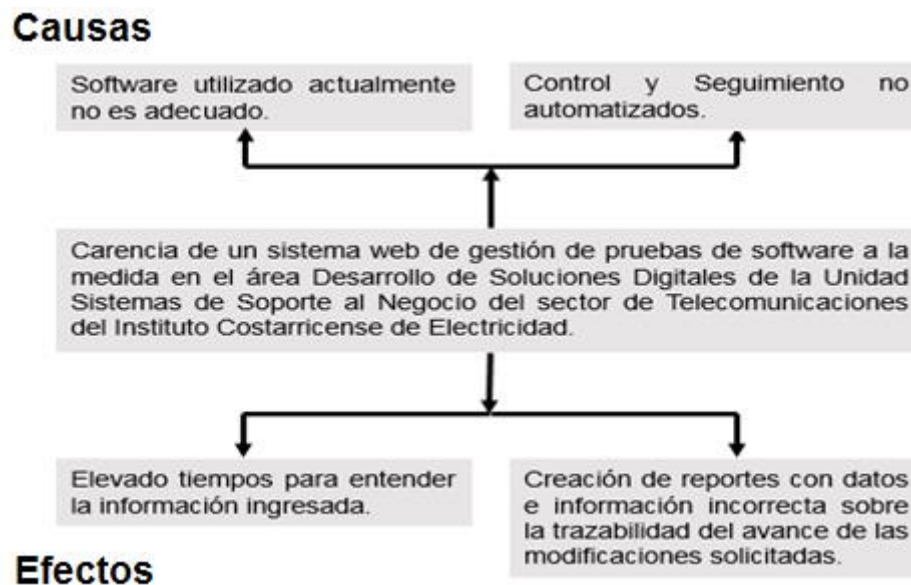 Causas
Software utilizado actualmente
no es adecuado.
Control y Seguimiento no
automatizados.
Carencia de un sistema web de gestión de pruebas de software a la
medida en el área Desarrollo de Soluciones Digitales de la Unidad
Sistemas de Soporte al Negocio del sector de Telecomunicaciones
del Instituto Costarricense de Electricidad.
Elevado tiempos para entender
la información ingresada.
Creación de reportes con datos
e información incorrecta sobre
la trazabilidad del avance de las
modificaciones solicitadas.
Efectos